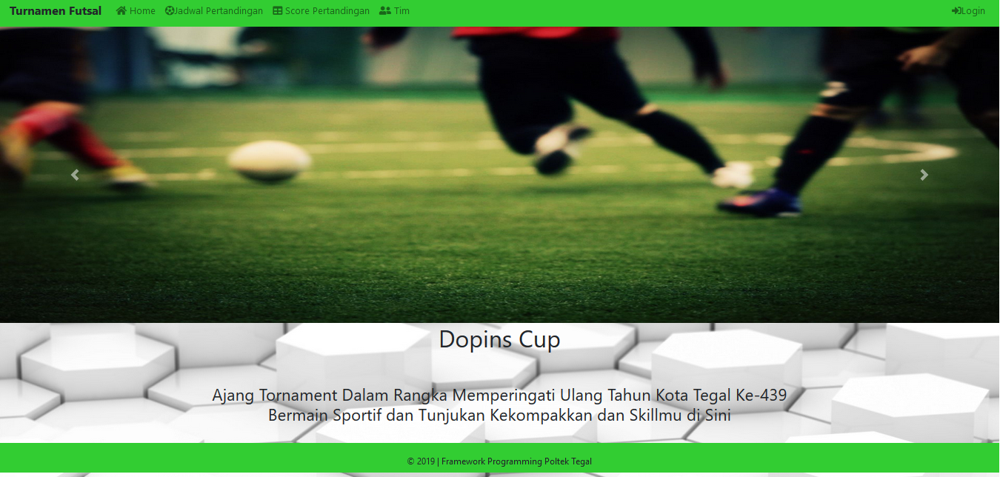 Turnamen Futsal Home Jadwal Pertandingan Score Pertandingan Tim Login
Dopins Cup
Ajang Tornament Dalam Rangka Memperingati Ulang Tahun Kota Tegal Ke-439
Bermain Sportif dan Tunjukan Kekompakkan dan Skillmu di Sini
© 2019 | Framework Programming Poltek Tegal